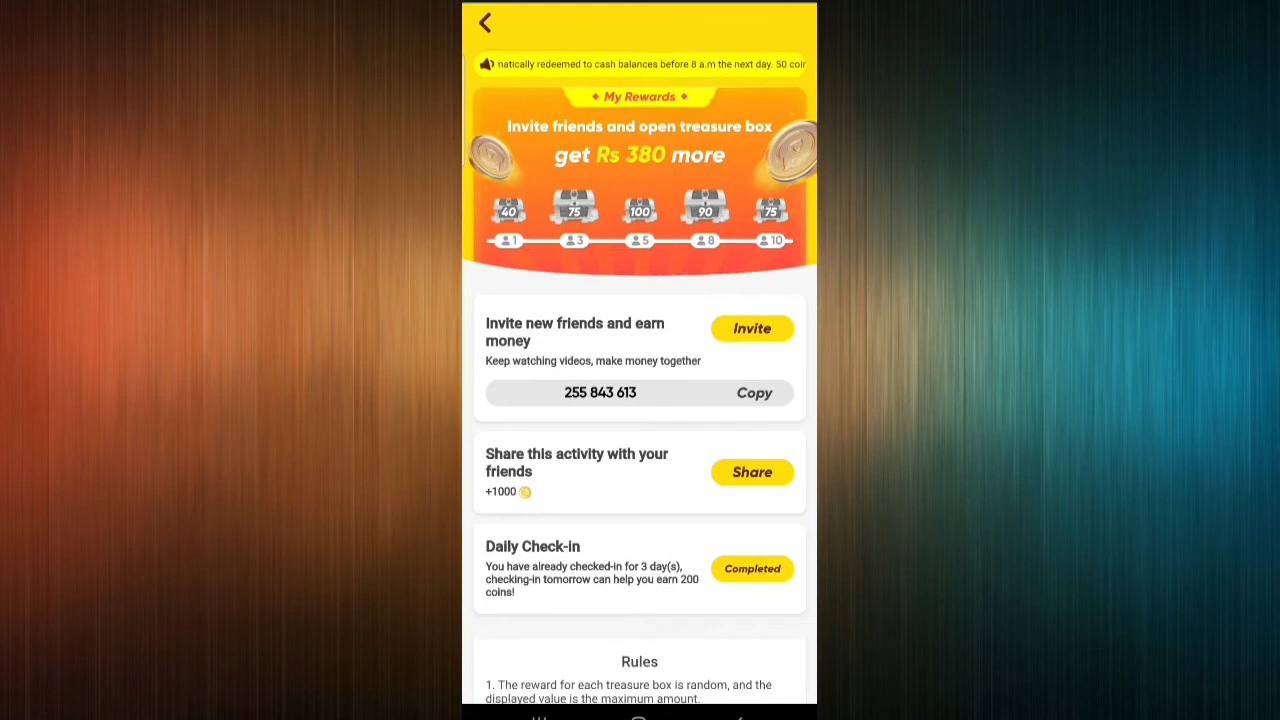 natically redeemed to cash balances before 8 a.m the next day. 50 coin
My Rewards
Invite friends and open treasure box
get Rs 380 more
40 75 100 90 75
1 3 5 8 10
Invite new friends and earn money
Invite
Keep watching videos, make money together
255 843 613 Copy
Share this activity with your friends
Share
+1000
Daily Check-in
You have already checked-in for 3 day(s),
checking-in tomorrow can help you earn 200
coins!
Completed
Rules
1. The reward for each treasure box is random, and the
displayed value is the maximum amount.